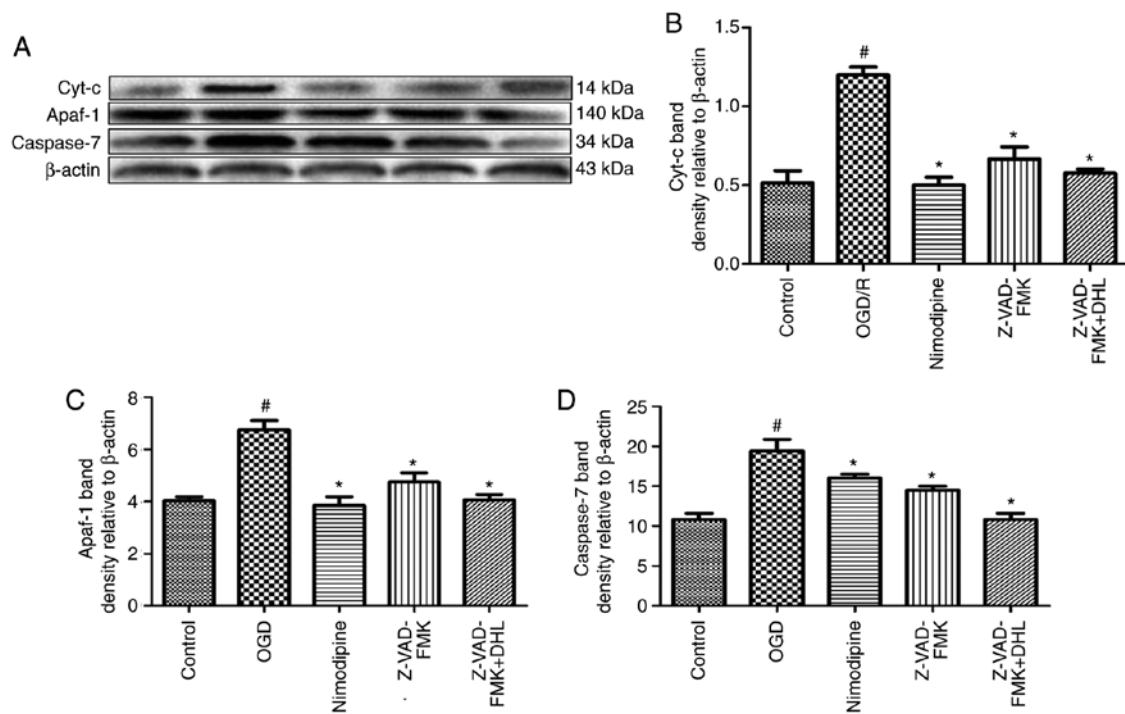 A
Cyt-c 14 kDa
Apaf-1 140 kDa
Caspase-7 34 kDa
β-actin 43 kDa
B
Cyt-c band
density relative to β-actin
1.5
1.0
0.5
0.0
#
*
*
*
Control
OGD/R
Nimodipine
Z-VAD-
FMK
Z-VAD-
FMK+DHL
C
Apaf-1 band
density relative to β-actin
8
6
4
2
0
#
*
*
*
Control
OGD
Nimodipine
Z-VAD-
FMK
Z-VAD-
FMK+DHL
D
Caspase-7 band
density relative to β-actin
25
20
15
10
5
0
#
*
*
*
Control
OGD
Nimodipine
Z-VAD-
FMK
Z-VAD-
FMK+DHL